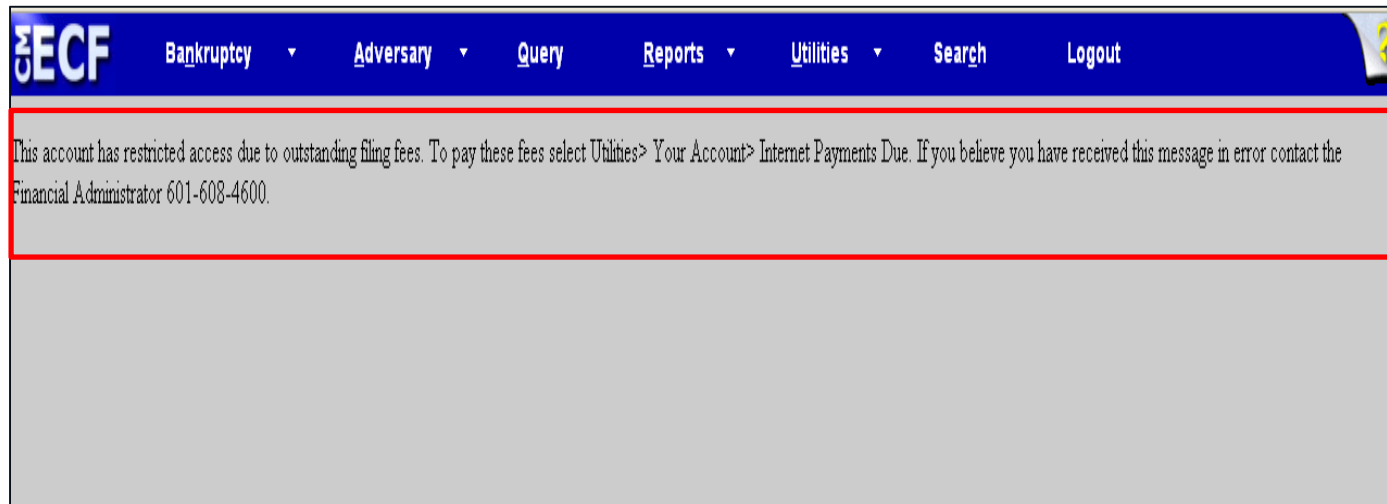 CM ECF Bankruptcy Adversary Query Reports Utilities Search Logout ?
This account has restricted access due to outstanding filing fees. To pay these fees select Utilities> Your Account> Internet Payments Due. If you believe you have received this message in error contact the
Financial Administrator 601-608-4600.